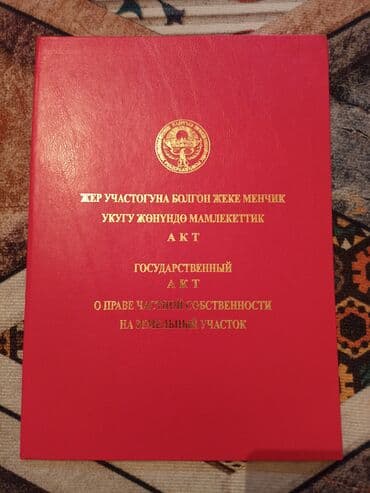 ЖЕР УЧАСТОГУНА БОЛГОН ЖЕКЕ МЕНЧИК
УКУГУ ЖӨНҮНДӨ МАМЛЕКЕТТИК
АКТ
ГОСУДАРСТВЕННЫЙ
АКТ
О ПРАВЕ ЧАСТНОЙ СОБСТВЕННОСТИ
НА ЗЕМЕЛЬНЫЙ УЧАСТОК